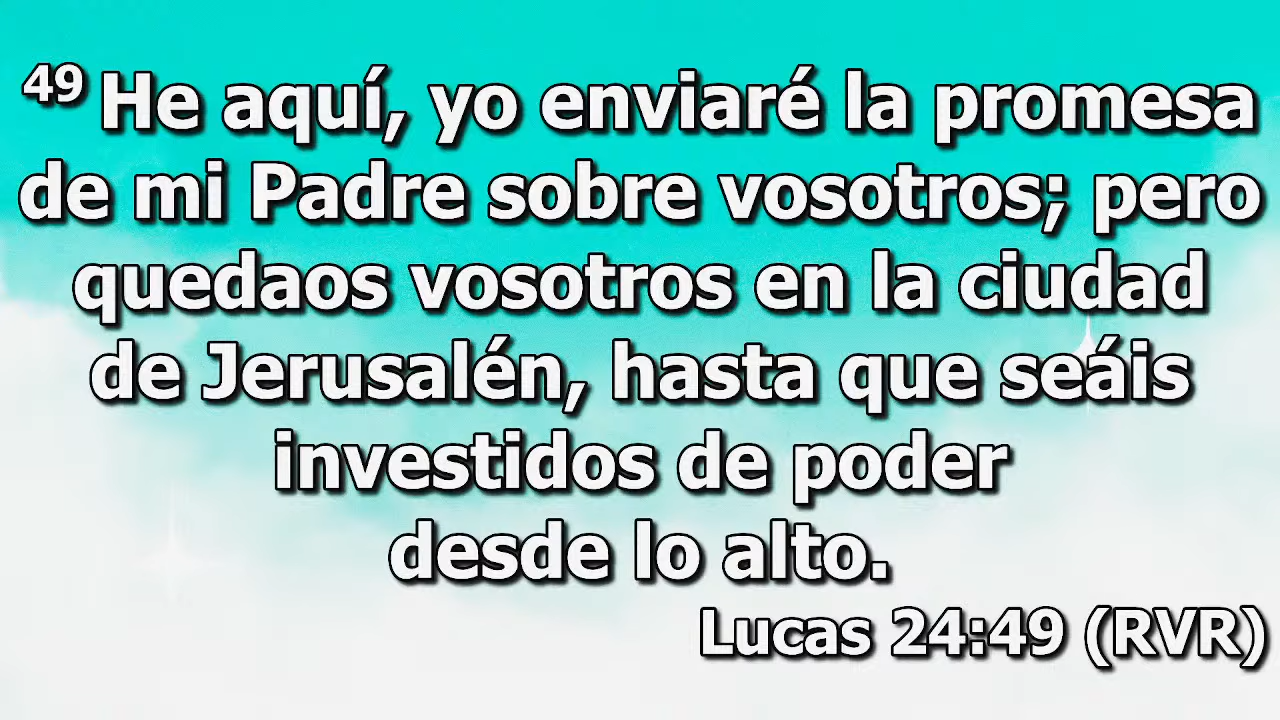 49 He aquí, yo enviaré la promesa
de mi Padre sobre vosotros; pero
quedaos vosotros en la ciudad
de Jerusalén, hasta que seáis
investidos de poder
desde lo alto.
Lucas 24:49 (RVR)